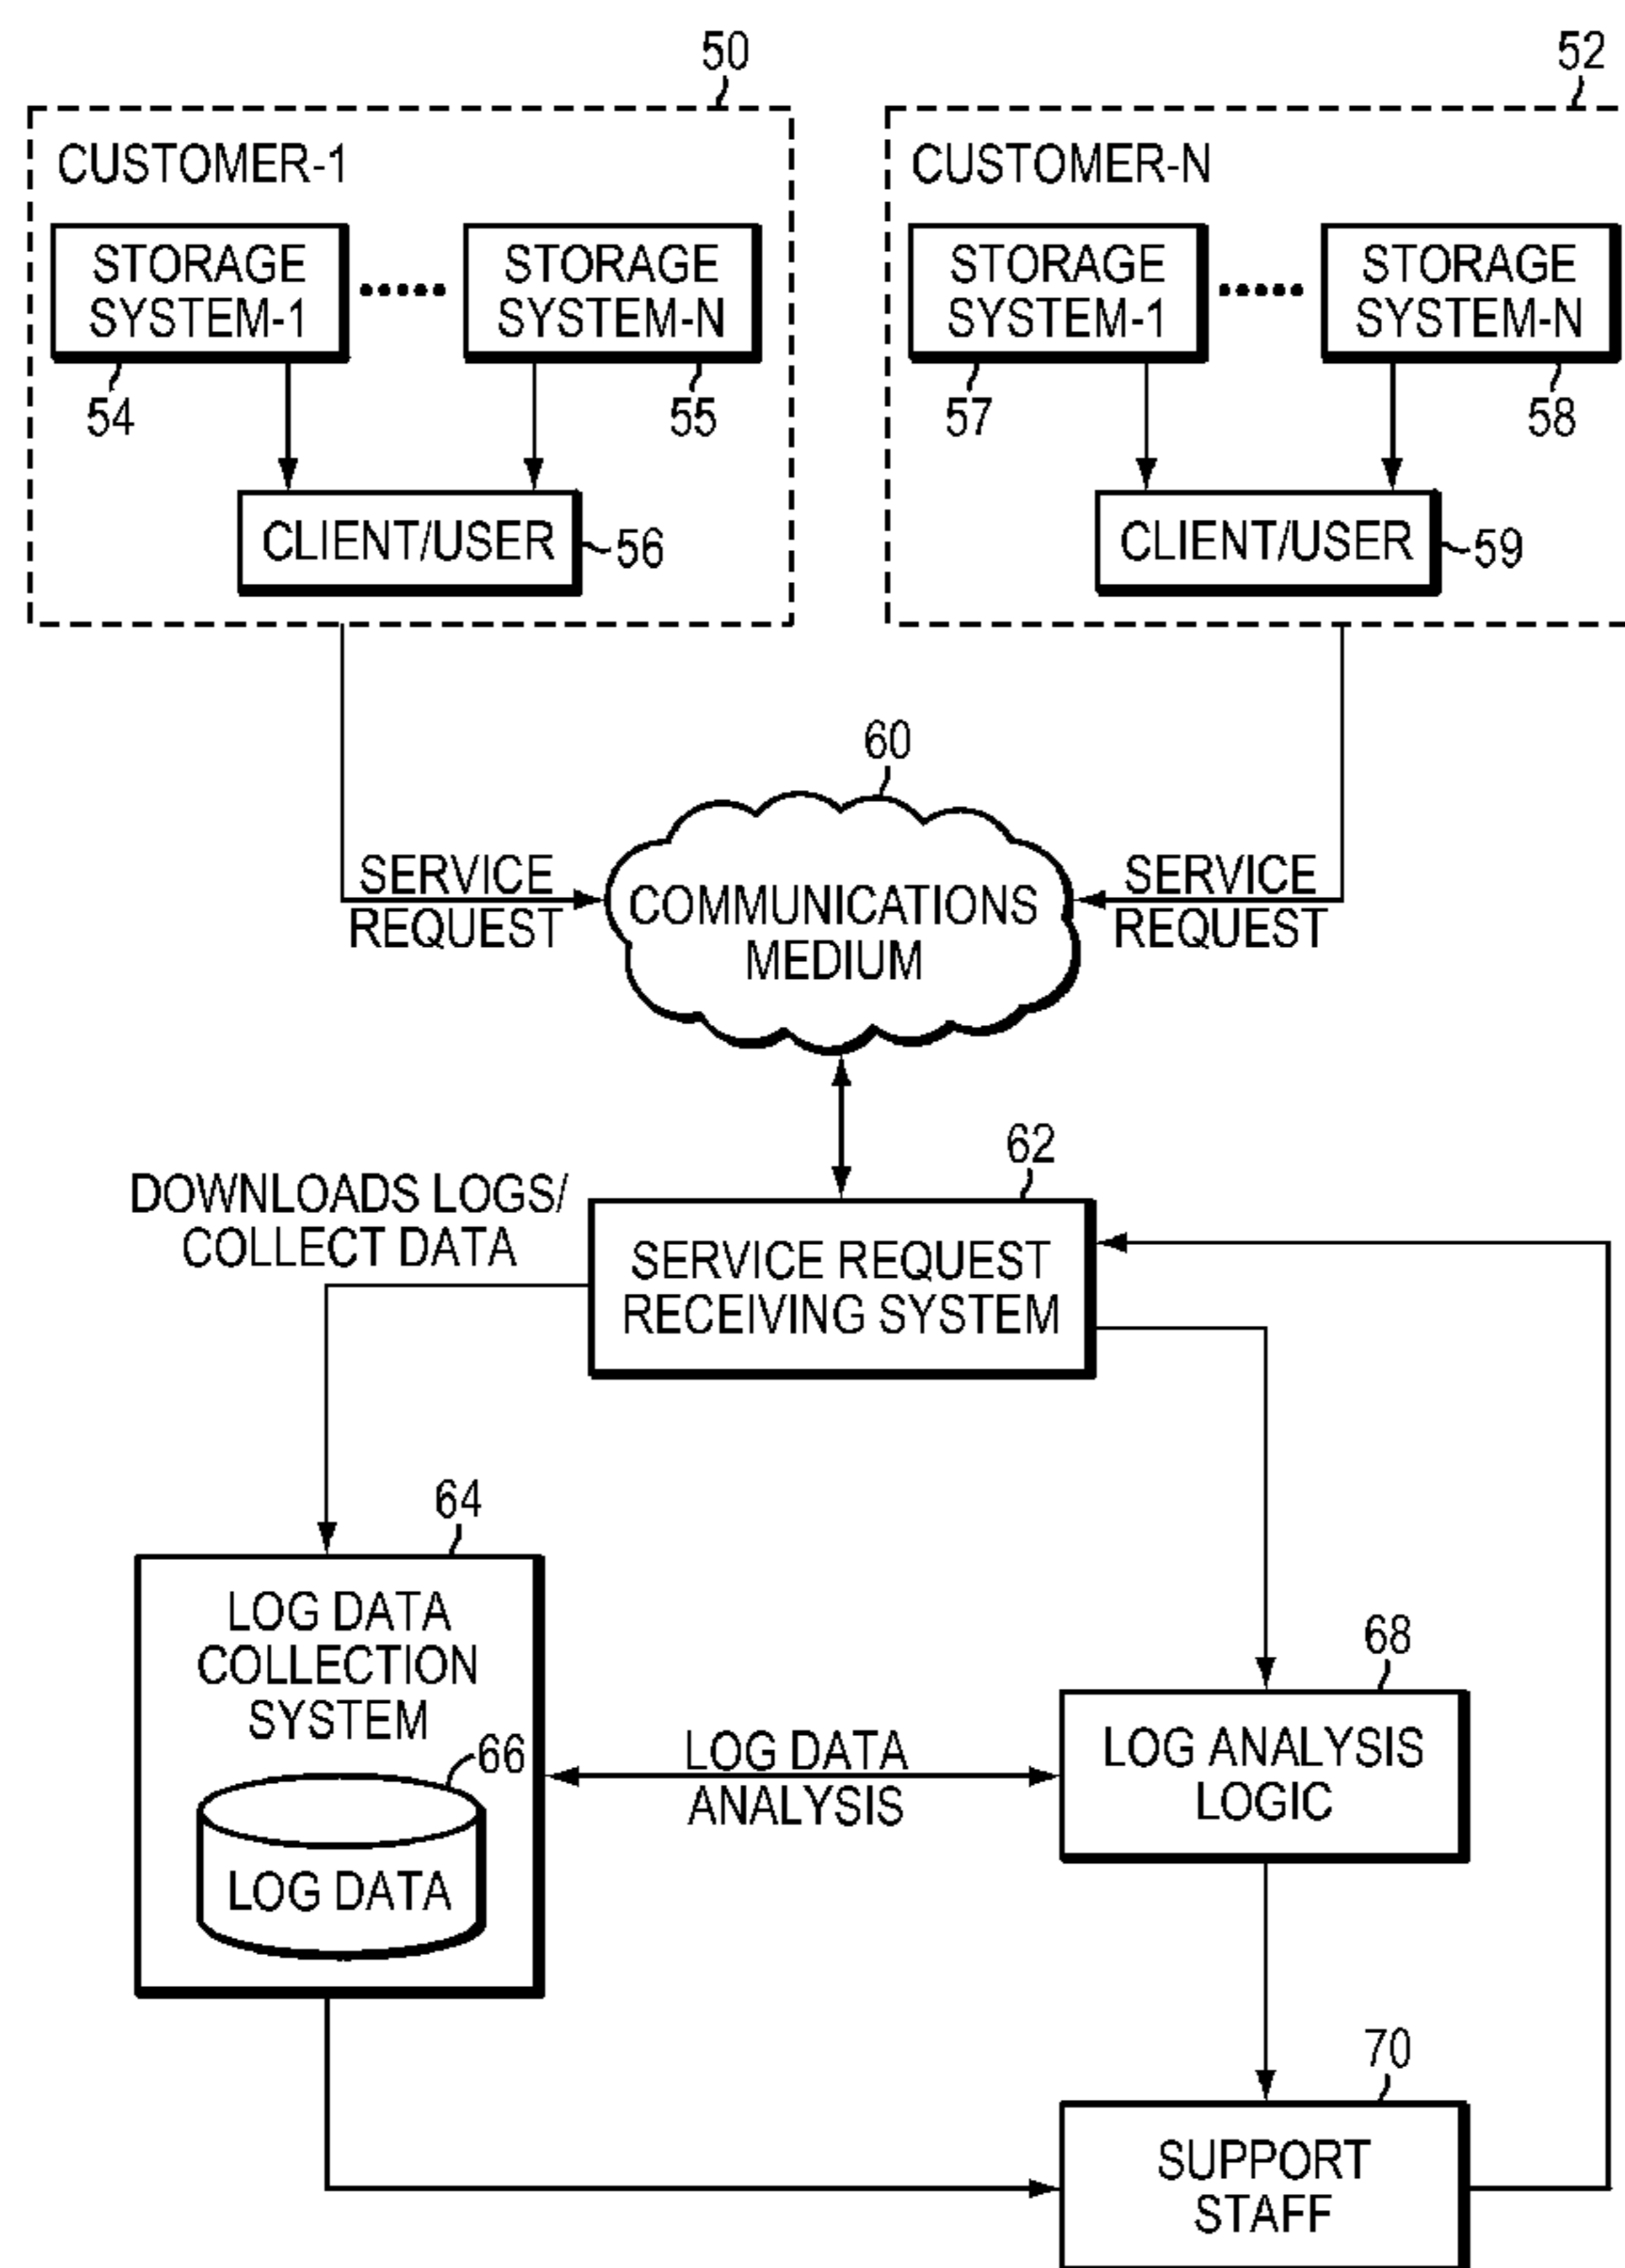 50
52
CUSTOMER-1
CUSTOMER-N
STORAGE
SYSTEM-1
STORAGE
SYSTEM-N
STORAGE
SYSTEM-1
STORAGE
SYSTEM-N
54
55
57
58
CLIENT/USER
56
CLIENT/USER
59
60
SERVICE
REQUEST
COMMUNICATIONS
MEDIUM
SERVICE
REQUEST
62
DOWNLOADS LOGS/
COLLECT DATA
SERVICE REQUEST
RECEIVING SYSTEM
64
LOG DATA
COLLECTION
SYSTEM
66
LOG DATA
LOG DATA
ANALYSIS
68
LOG ANALYSIS
LOGIC
70
SUPPORT
STAFF